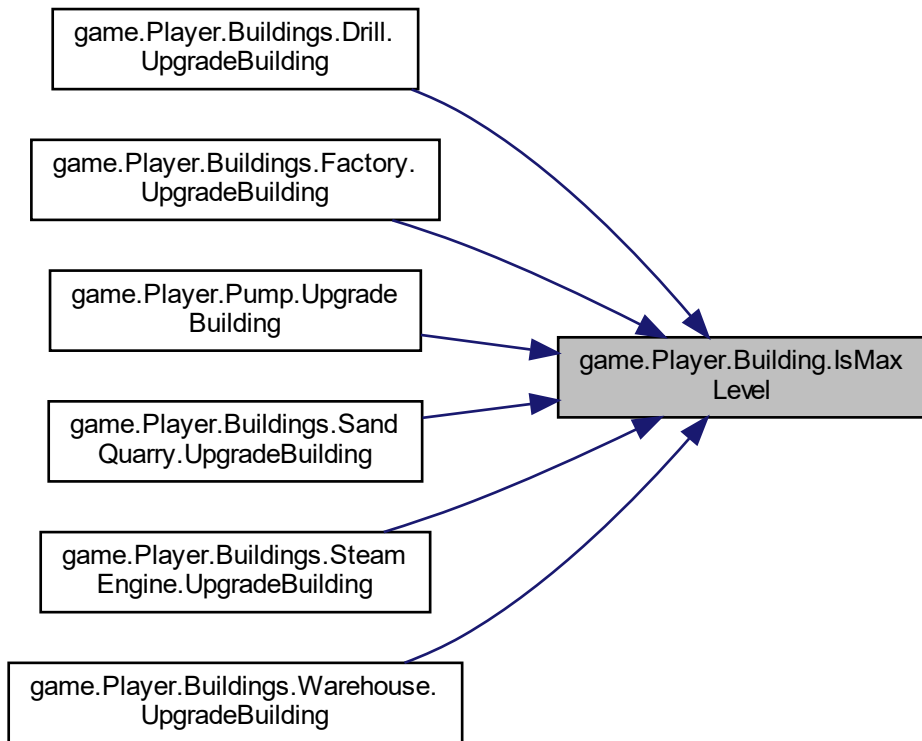 game.Player.Buildings.Drill.
UpgradeBuilding
game.Player.Buildings.Factory.
UpgradeBuilding
game.Player.Pump.Upgrade
Building
game.Player.Building.IsMax
Level
game.Player.Buildings.Sand
Quarry.UpgradeBuilding
game.Player.Buildings.Steam
Engine.UpgradeBuilding
game.Player.Buildings.Warehouse.
UpgradeBuilding